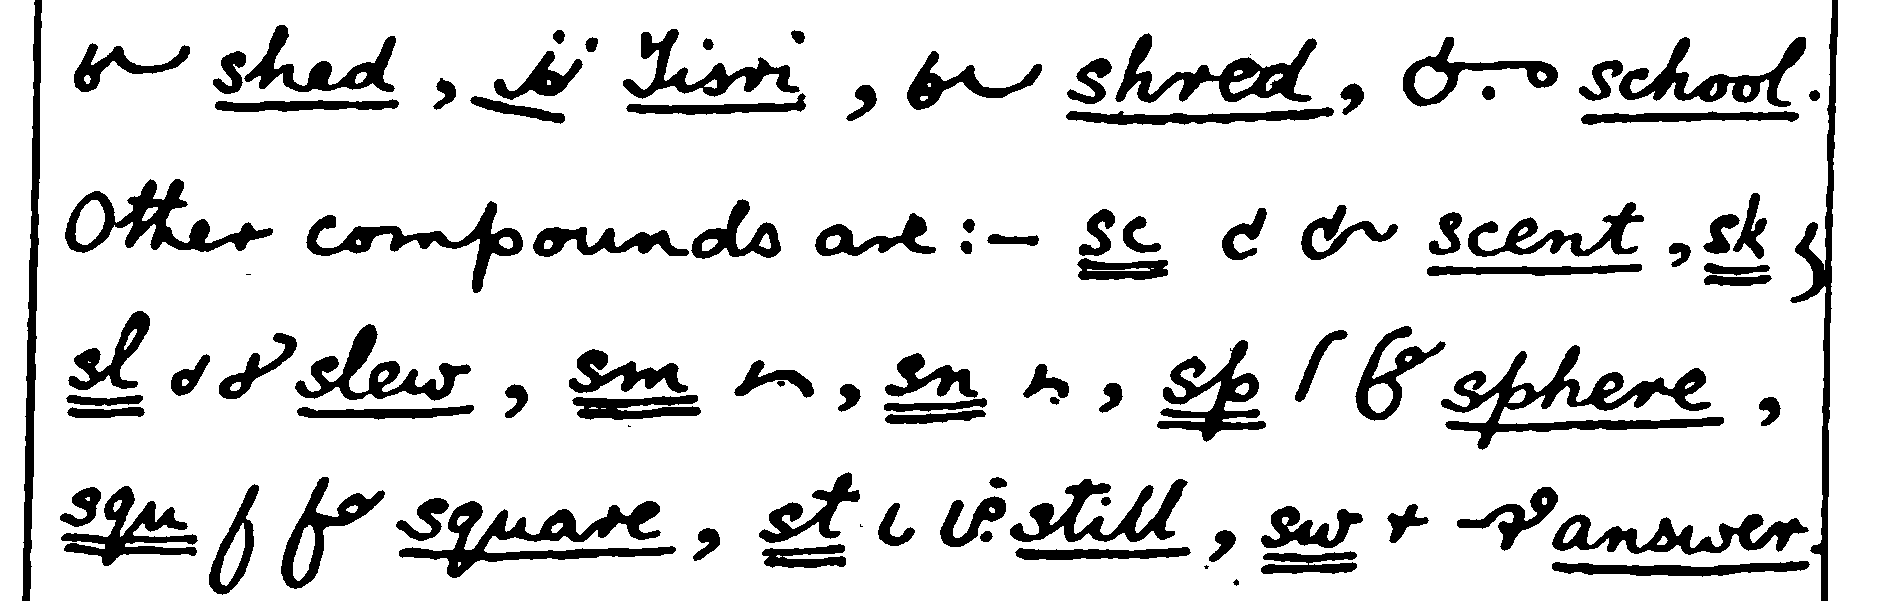 shed, Tisri, shred, school.
Other compounds are:- sc scent, sk
sl slew, sm, sn, sp sphere,
squ square, st still, sw answer.